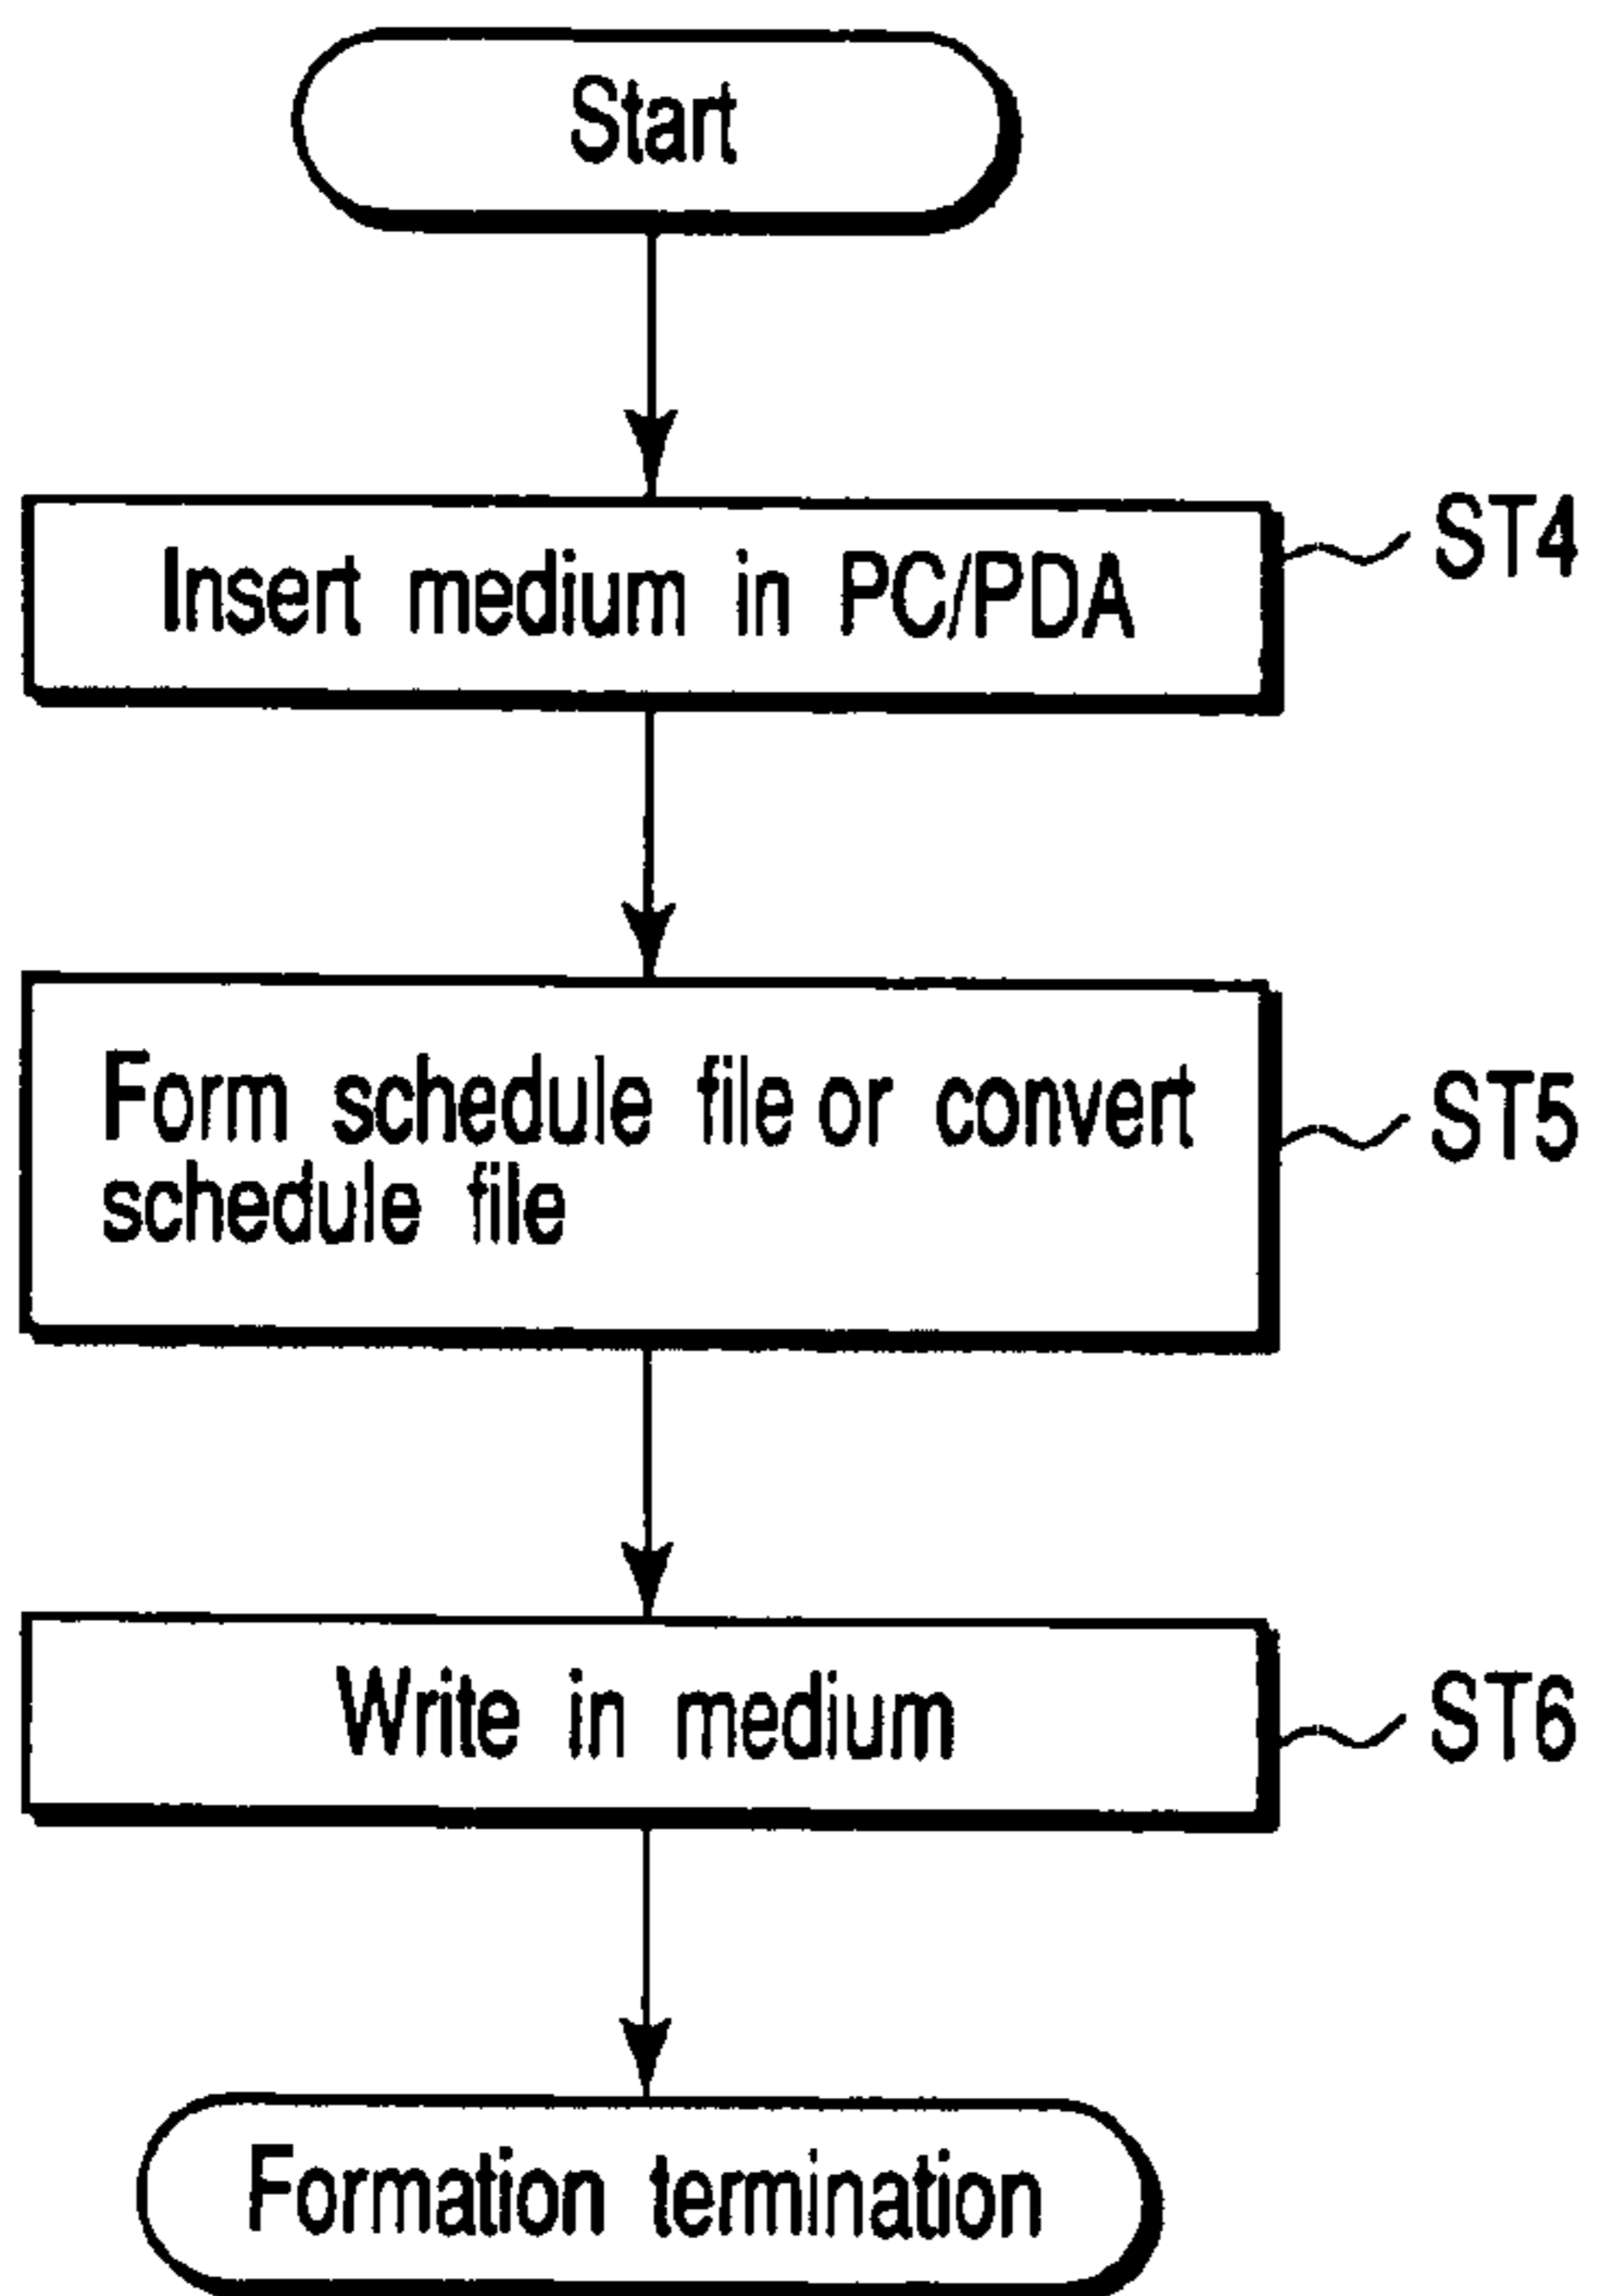 Start
Insert medium in PC/PDA
ST4
Form schedule file or convert
schedule file
ST5
Write in medium
ST6
Formation termination